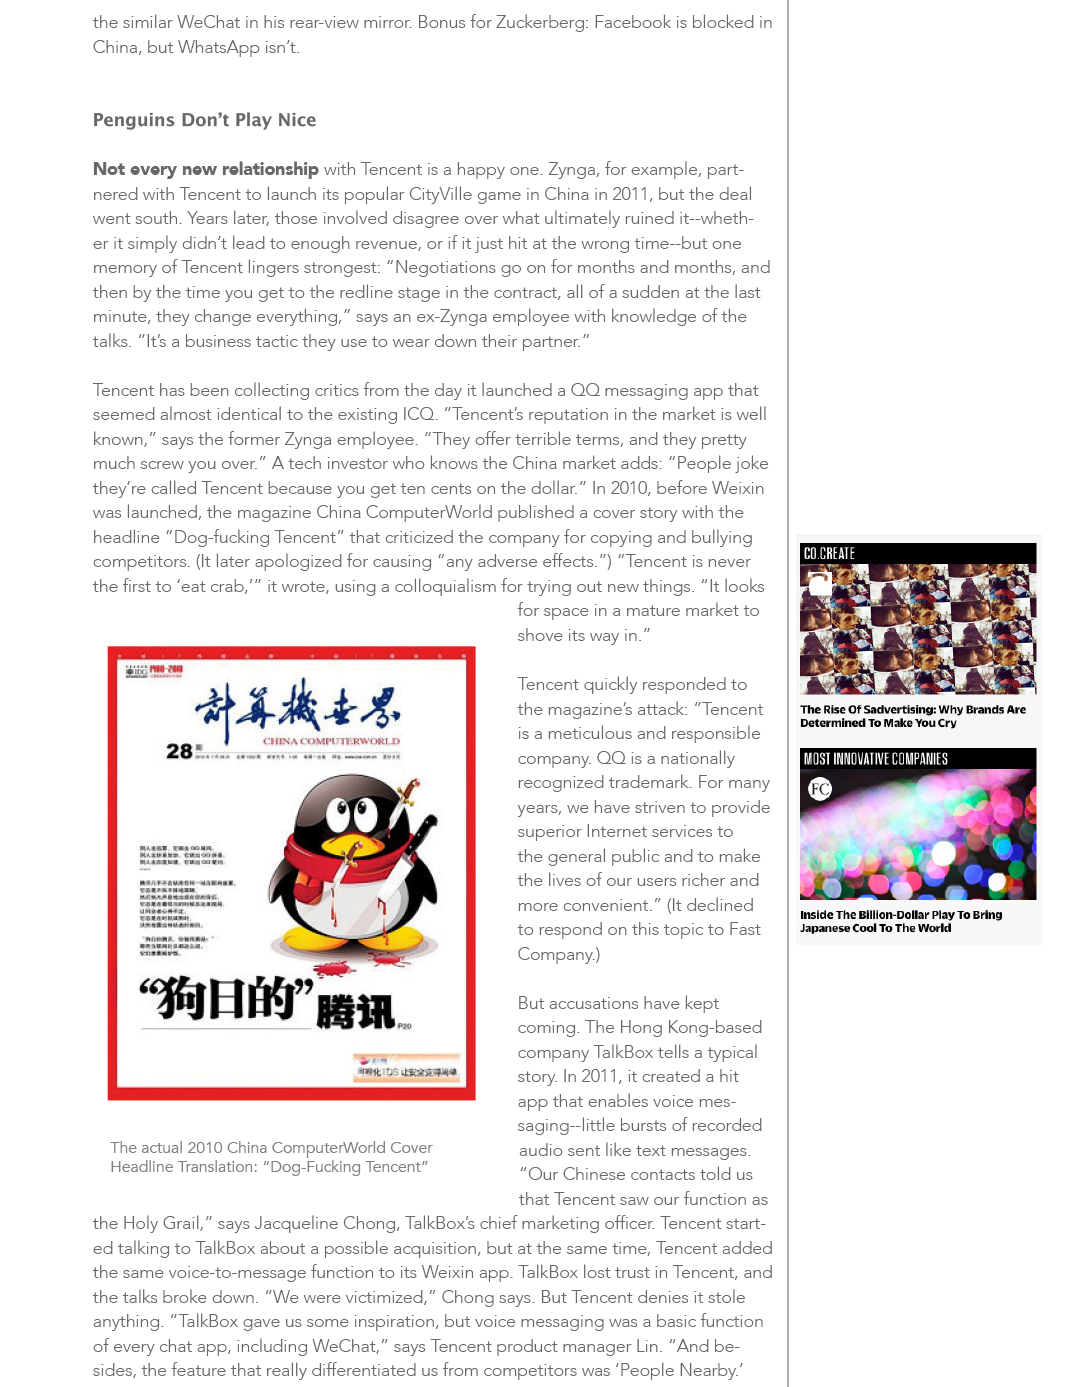 the similar WeChat in his rear-view mirror. Bonus for Zuckerberg: Facebook is blocked in
China, but WhatsApp isn’t.
Penguins Don’t Play Nice
Not every new relationship with Tencent is a happy one. Zynga, for example, part-
nered with Tencent to launch its popular CityVille game in China in 2011, but the deal
went south. Years later, those involved disagree over what ultimately ruined it--wheth-
er it simply didn’t lead to enough revenue, or if it just hit at the wrong time--but one
memory of Tencent lingers strongest: “Negotiations go on for months and months, and
then by the time you get to the redline stage in the contract, all of a sudden at the last
minute, they change everything,” says an ex-Zynga employee with knowledge of the
talks. “It’s a business tactic they use to wear down their partner.”
Tencent has been collecting critics from the day it launched a QQ messaging app that
seemed almost identical to the existing ICQ. “Tencent’s reputation in the market is well
known,” says the former Zynga employee. “They offer terrible terms, and they pretty
much screw you over.” A tech investor who knows the China market adds: “People joke
they’re called Tencent because you get ten cents on the dollar.” In 2010, before Weixin
was launched, the magazine China ComputerWorld published a cover story with the
headline “Dog-fucking Tencent” that criticized the company for copying and bullying
competitors. (It later apologized for causing “any adverse effects.”) “Tencent is never
the first to ‘eat crab,’” it wrote, using a colloquialism for trying out new things. “It looks
for space in a mature market to
shove its way in.”
Tencent quickly responded to
the magazine’s attack: “Tencent
is a meticulous and responsible
company. QQ is a nationally
recognized trademark. For many
years, we have striven to provide
superior Internet services to
the general public and to make
the lives of our users richer and
more convenient.” (It declined
to respond on this topic to Fast
Company.)
But accusations have kept
coming. The Hong Kong-based
company TalkBox tells a typical
story. In 2011, it created a hit
app that enables voice mes-
saging--little bursts of recorded
audio sent like text messages.
“Our Chinese contacts told us
that Tencent saw our function as
the Holy Grail,” says Jacqueline Chong, TalkBox’s chief marketing officer. Tencent start-
ed talking to TalkBox about a possible acquisition, but at the same time, Tencent added
the same voice-to-message function to its Weixin app. TalkBox lost trust in Tencent, and
the talks broke down. “We were victimized,” Chong says. But Tencent denies it stole
anything. “TalkBox gave us some inspiration, but voice messaging was a basic function
of every chat app, including WeChat,” says Tencent product manager Lin. “And be-
sides, the feature that really differentiated us from competitors was ‘People Nearby.’
IDG 1980-2010
計算機世界
CHINA COMPUTERWORLD
28 期
“狗日的”腾讯 P20
The actual 2010 China ComputerWorld Cover
Headline Translation: “Dog-Fucking Tencent”
CO.CREATE
The Rise Of Sadvertising: Why Brands Are
Determined To Make You Cry
MOST INNOVATIVE COMPANIES
FC
Inside The Billion-Dollar Play To Bring
Japanese Cool To The World